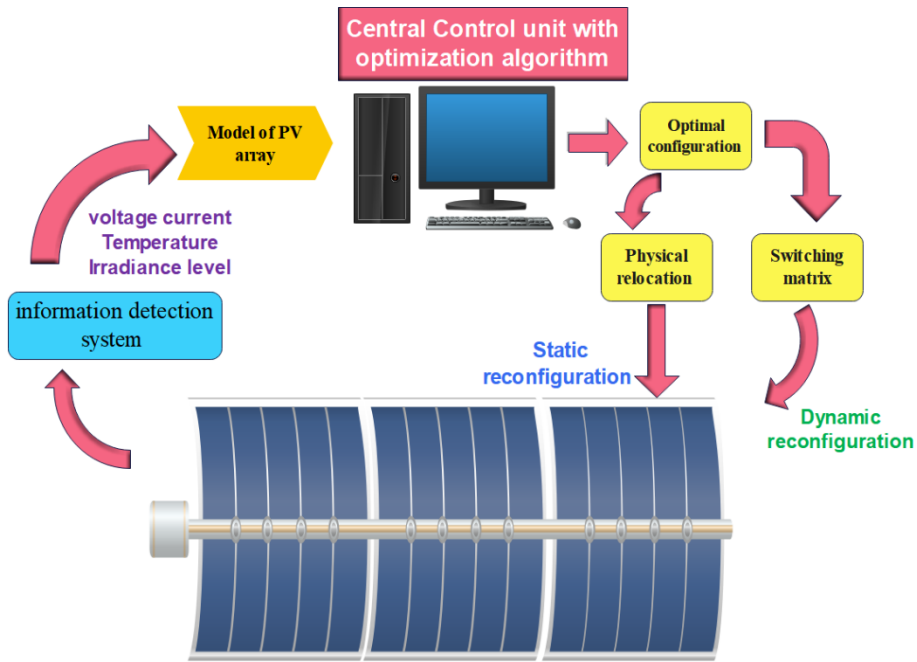 Central Control unit with
optimization algorithm
Model of PV
array
Optimal
configuration
voltage current
Temperature
Irradiance level
Physical
relocation
Switching
matrix
information detection
system
Static
reconfiguration
Dynamic
reconfiguration